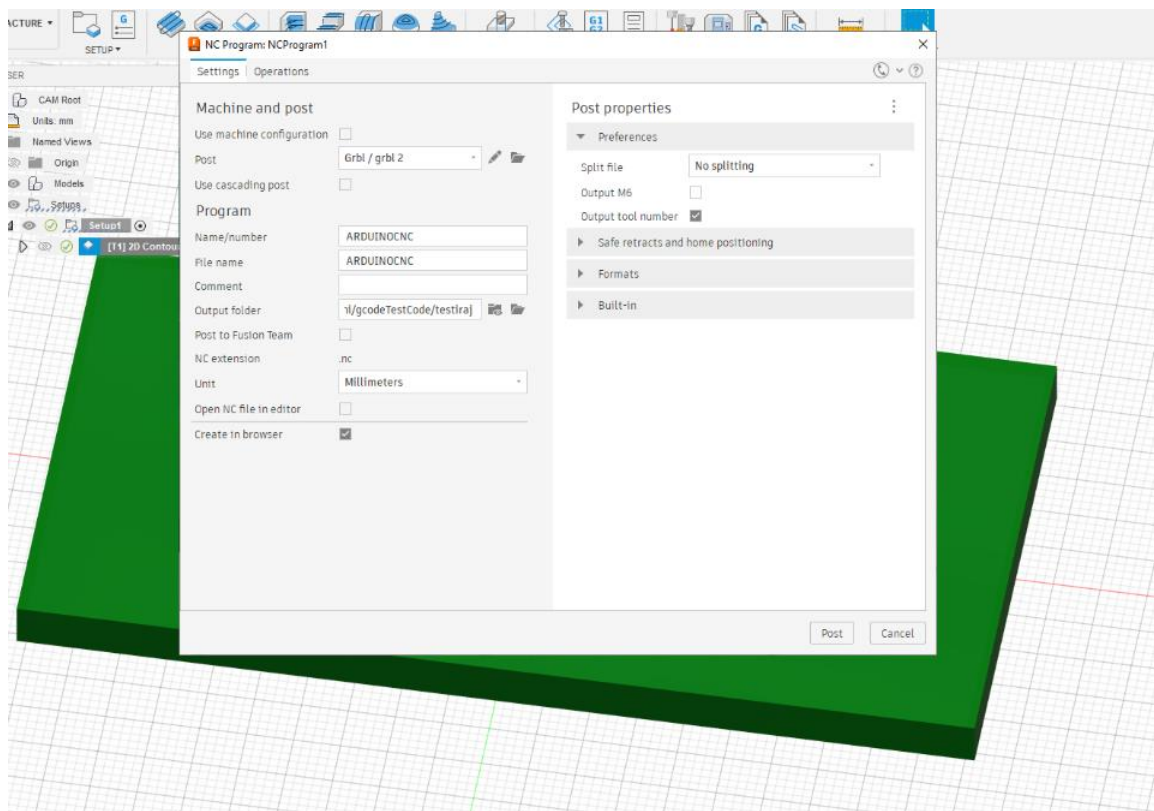 ACTURE
SETUP
G1
G2
NC Program: NCProgram1
Settings
Operations
SER
CAM Root
Units: mm
Named Views
Origin
Models
Setups
Setup1
[T1] 2D Contou
Machine and post
Use machine configuration
Post
Grbl / grbl 2
Use cascading post
Program
Name/number
ARDUINOCNC
File name
ARDUINOCNC
Comment
Output folder
/gcodeTestCode/testiraj
Post to Fusion Team
NC extension
.nc
Unit
Millimeters
Open NC file in editor
Create in browser
Post properties
Preferences
Split file
No splitting
Output M6
Output tool number
Safe retracts and home positioning
Formats
Built-in
Post
Cancel